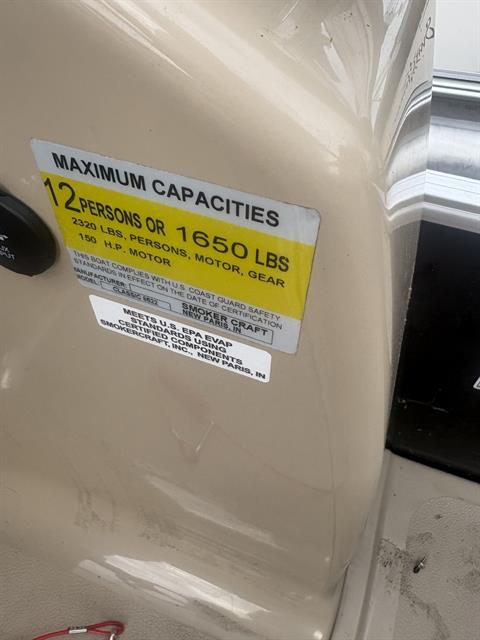 MAXIMUM CAPACITIES
12 PERSONS OR 1650 LBS
2320 LBS, PERSONS, MOTOR, GEAR
150 H.P. MOTOR
THIS BOAT COMPLIES WITH U.S. COAST GUARD SAFETY
STANDARDS IN EFFECT ON THE DATE OF CERTIFICATION
MANUFACTURER: SMOKER CRAFT
MODEL: CLASSIC 8522 NEW PARIS, IN
MEETS U.S. EPA EVAP
STANDARDS USING
CERTIFIED COMPONENTS
SMOKERCRAFT, INC., NEW PARIS, IN